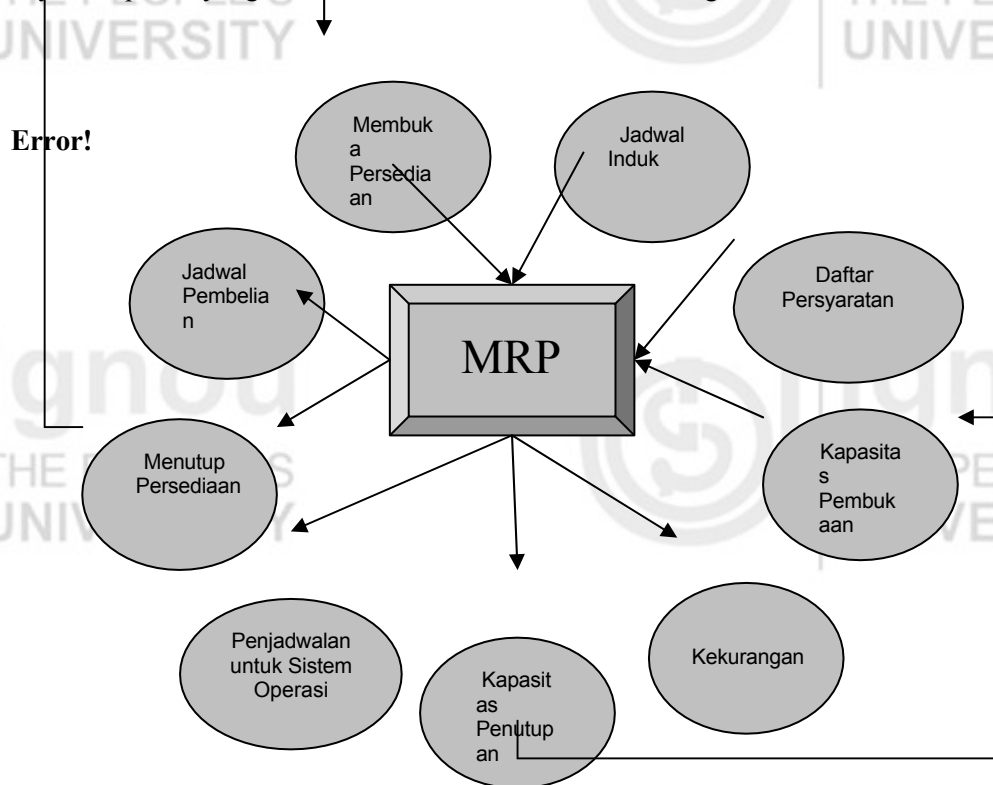 UNIVERSITY
UNIVE
Error!
Membuk
a
Persedia
an
Jadwal
Induk
Jadwal
Pembelia
n
Daftar
Persyaratan
MRP
Menutup
Persediaan
Kapasita
s
Pembuk
aan
Penjadwalan
untuk Sistem
Operasi
Kapasit
as
Penutup
an
Kekurangan